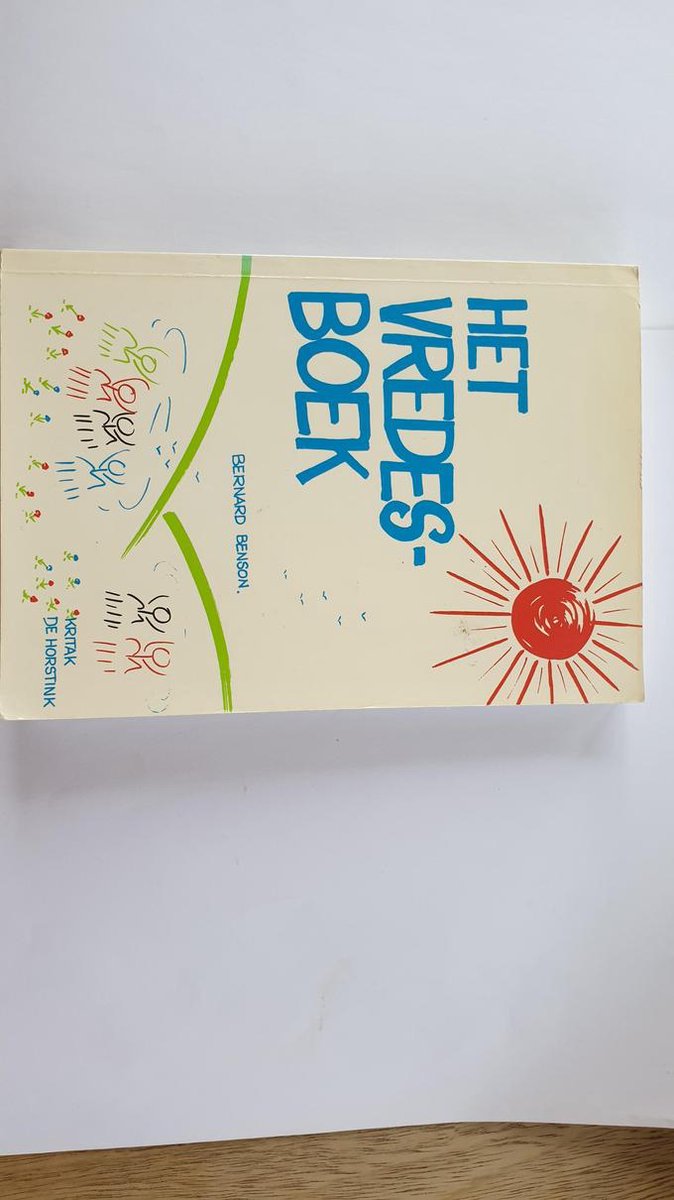 HET
VREDES-
BOEK
BERNARD BENSON.
KRITAK
DE HORSTINK